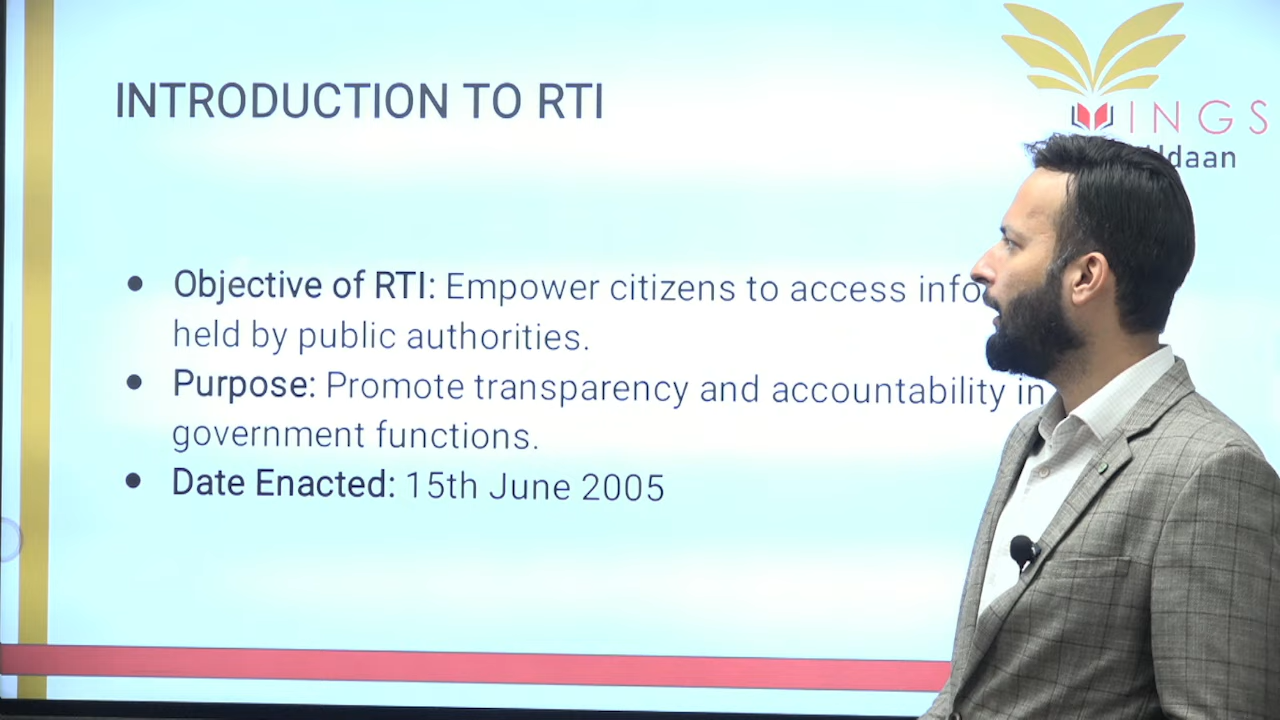 INTRODUCTION TO RTI
INGS
daan
● Objective of RTI: Empower citizens to access info
held by public authorities.
● Purpose: Promote transparency and accountability in
government functions.
● Date Enacted: 15th June 2005